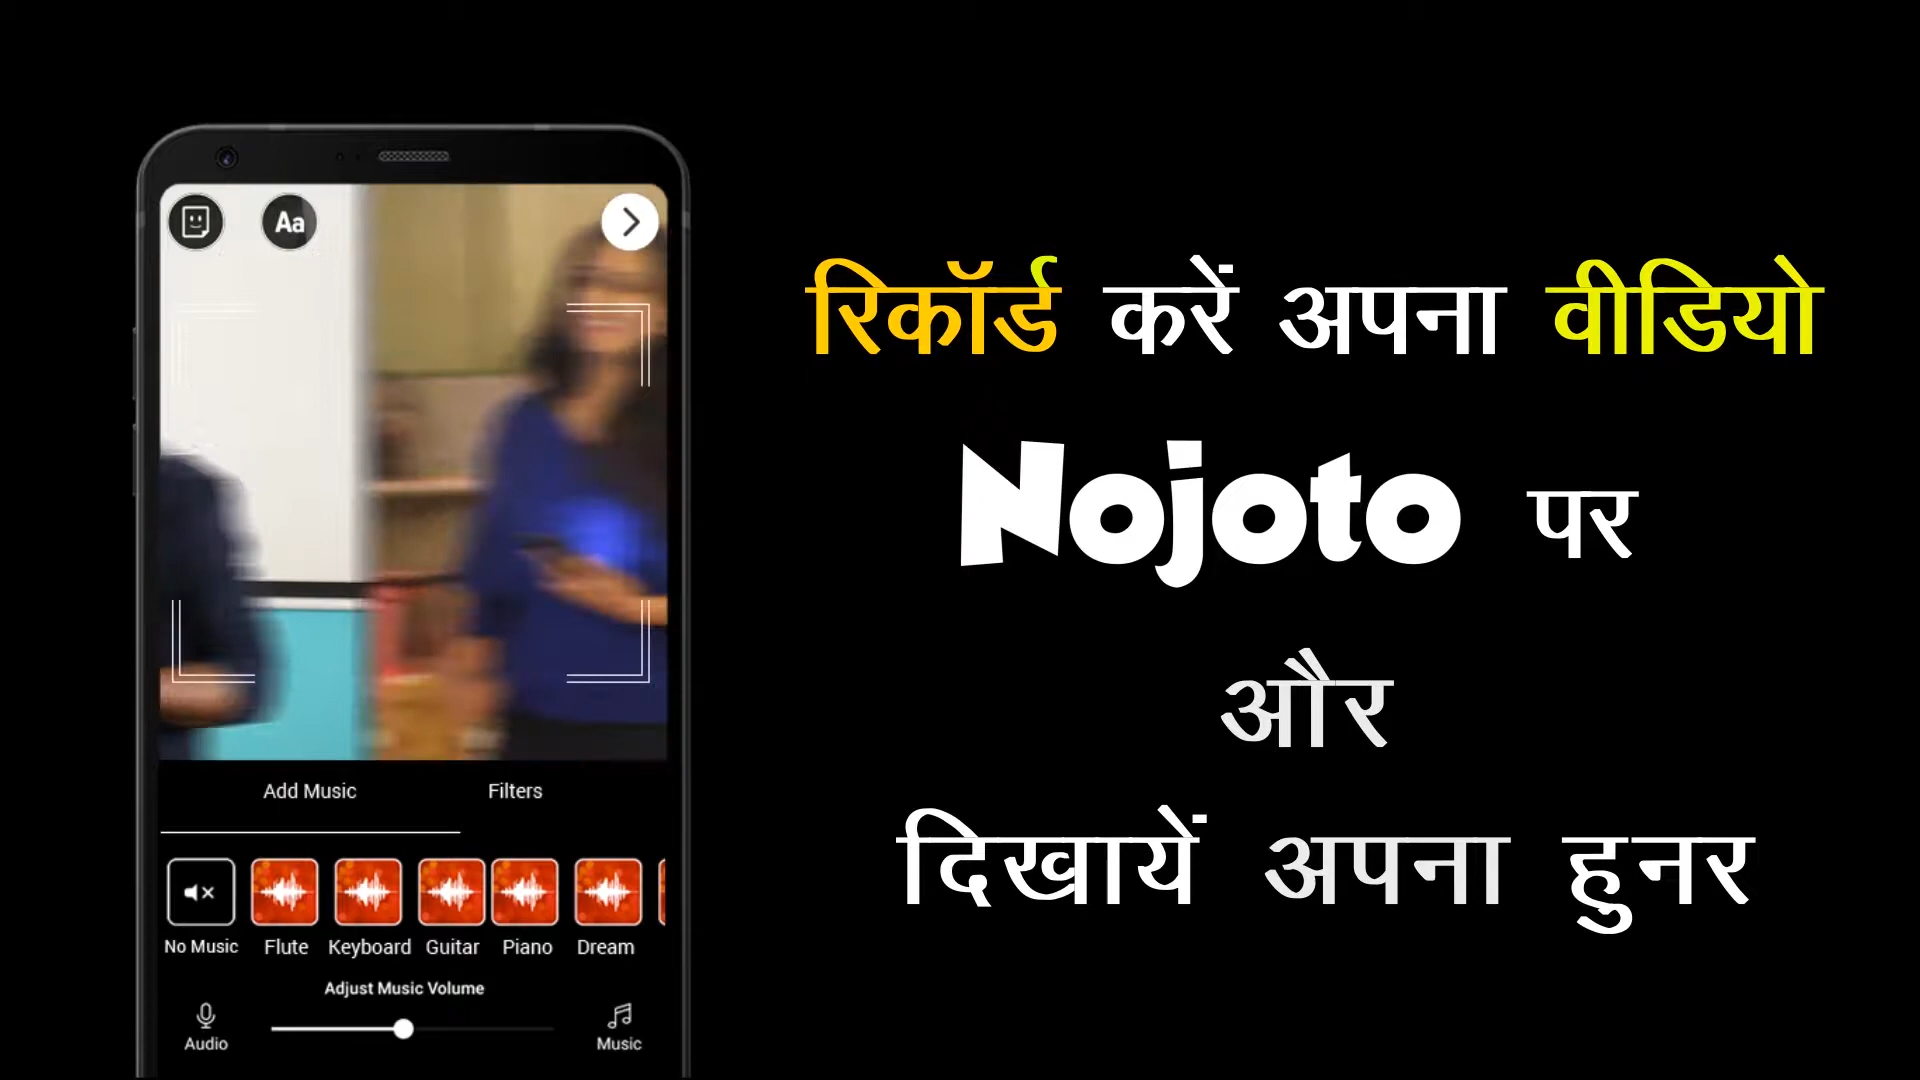 Aa
रिकॉर्ड करें अपना वीडियो
Nojoto पर
और
दिखायें अपना हुनर
Add Music Filters
No Music Flute Keyboard Guitar Piano Dream
Adjust Music Volume
Audio Music